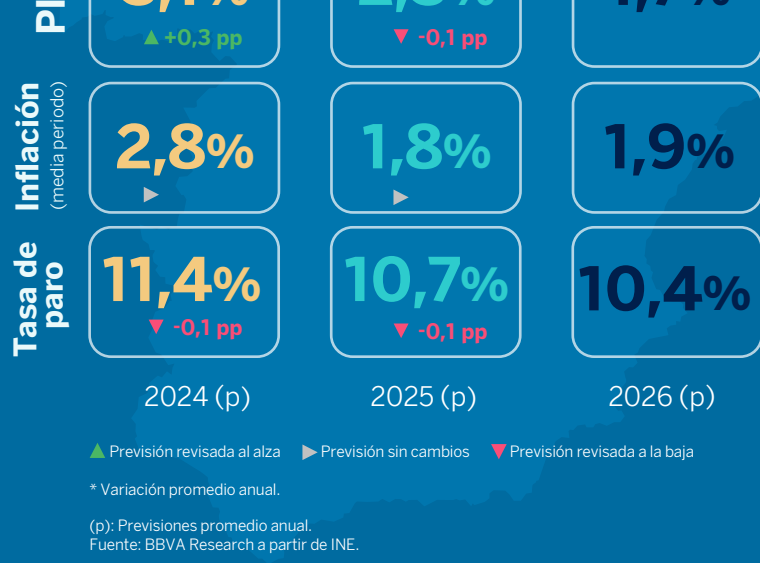 PI
▲ +0,3 pp
▼ -0,1 pp
Inflación
(media periodo)
2,8%
1,8%
1,9%
Tasa de
paro
11,4%
▼ -0,1 pp
10,7%
▼ -0,1 pp
10,4%
2024 (p)
2025 (p)
2026 (p)
▲ Previsión revisada al alza ▶ Previsión sin cambios ▼ Previsión revisada a la baja
* Variación promedio anual.
(p): Previsiones promedio anual.
Fuente: BBVA Research a partir de INE.